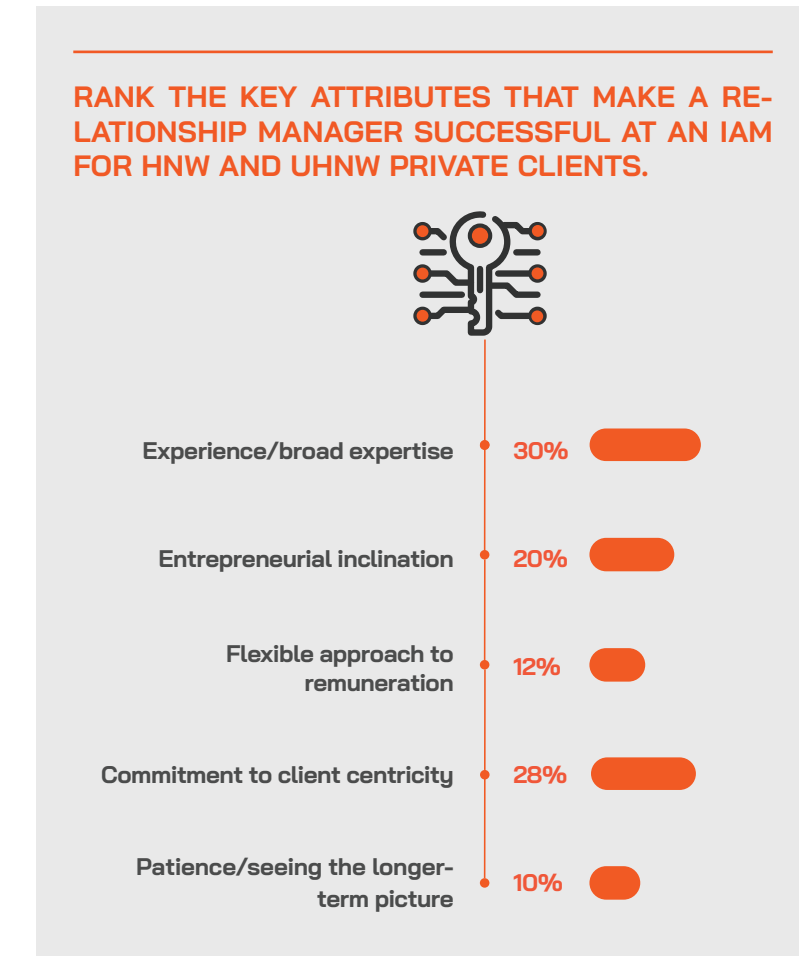 RANK THE KEY ATTRIBUTES THAT MAKE A RE-
LATIONSHIP MANAGER SUCCESSFUL AT AN IAM
FOR HNW AND UHNW PRIVATE CLIENTS.
Experience/broad expertise 30%
Entrepreneurial inclination 20%
Flexible approach to
remuneration 12%
Commitment to client centricity 28%
Patience/seeing the longer-
term picture 10%